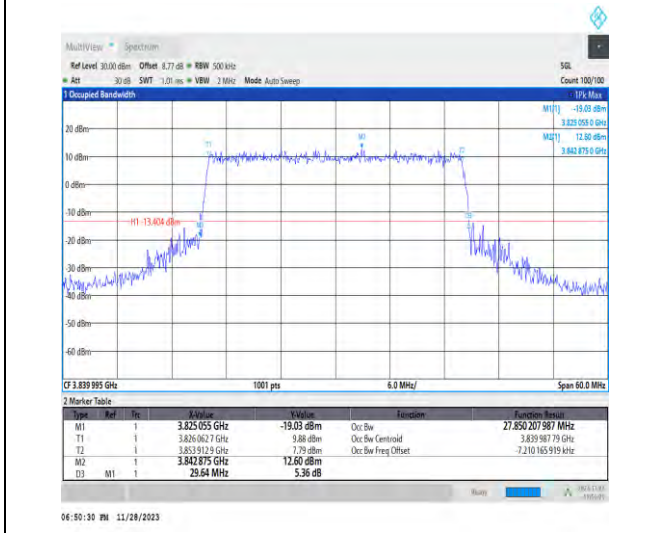 MultiView Spectrum
Ref Level 30.00 dBm Offset 8.77 dB RBW 500 kHz SGL
Att 30 dB SWT 1.01 ms VBW 2 MHz Mode Auto Sweep Count 100/100
1 Occupied Bandwidth 1Pk Max
M1[1] -19.03 dBm
3.825 055 0 GHz
M2[1] 12.60 dBm
3.842 875 0 GHz
20 dBm
M2
T1
T2
10 dBm
0 dBm
-10 dBm
H1 -13.404 dBm
M1
D3
-20 dBm
-30 dBm
-40 dBm
-50 dBm
-60 dBm
CF 3.839 995 GHz 1001 pts 6.0 MHz/ Span 60.0 MHz
2 Marker Table
Type Ref Trc X-Value Y-Value Function Function Result
M1 1 3.825 055 GHz -19.03 dBm Occ Bw 27.850 207 987 MHz
T1 1 3.826 062 7 GHz 9.88 dBm Occ Bw Centroid 3.839 987 79 GHz
T2 1 3.853 912 9 GHz 7.79 dBm Occ Bw Freq Offset -7.210 165 919 kHz
M2 1 3.842 875 GHz 12.60 dBm
D3 M1 1 29.64 MHz 5.36 dB
Ready
06:50:30 PM 11/28/2023